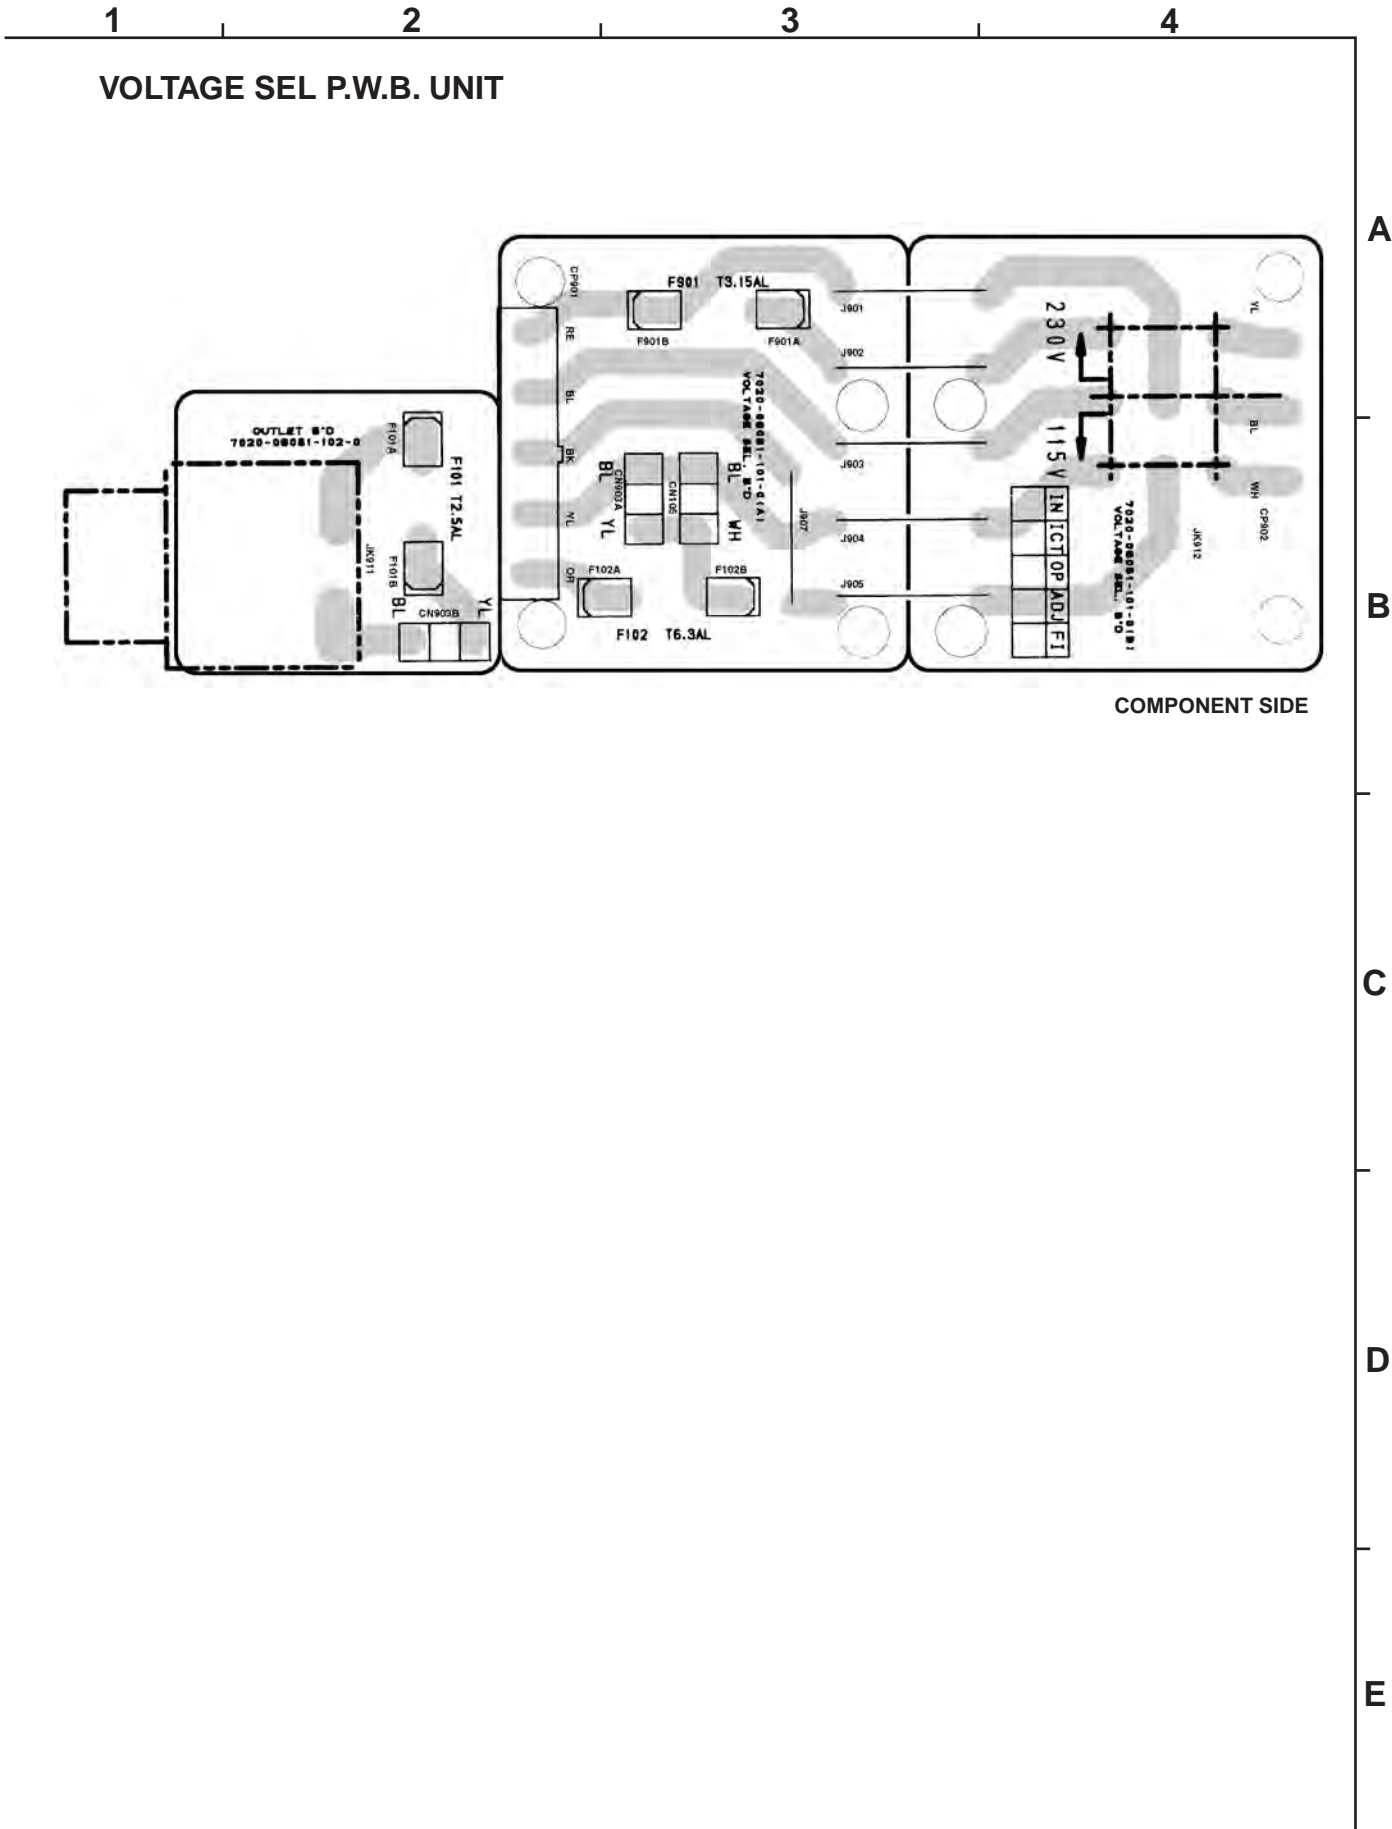 1 2 3 4
VOLTAGE SEL P.W.B. UNIT
A
B
C
D
E
OUTLET B'D
7020-08081-102-0
F101A
F101 T2.5AL
F101B
JK911
BL
CN903B
YL
CP901
RE
BL
BK
YL
OR
F901 T3.15AL
F901B
F901A
7020-08081-101-0(A)
VOLTAGE SEL. B'D
BL
CN903A
YL
CN105
BL
WH
F102A
F102B
F102 T6.3AL
J907
J901
J902
J903
J904
J905
230V
115V
IN ICT OP ADJ FI
7020-08081-101-0(B)
VOLTAGE SEL. B'D
JK912
YL
BL
WH
CP902
COMPONENT SIDE